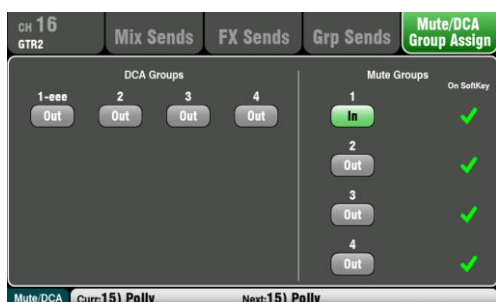 CH 16
GTR2
Mix Sends
FX Sends
Grp Sends
Mute/DCA
Group Assign
DCA Groups
1-eee 2 3 4
Out Out Out Out
Mute Groups
On SoftKey
1
In
2
Out
3
Out
4
Out
Mute/DCA Curr:15) Polly Next:15) Polly